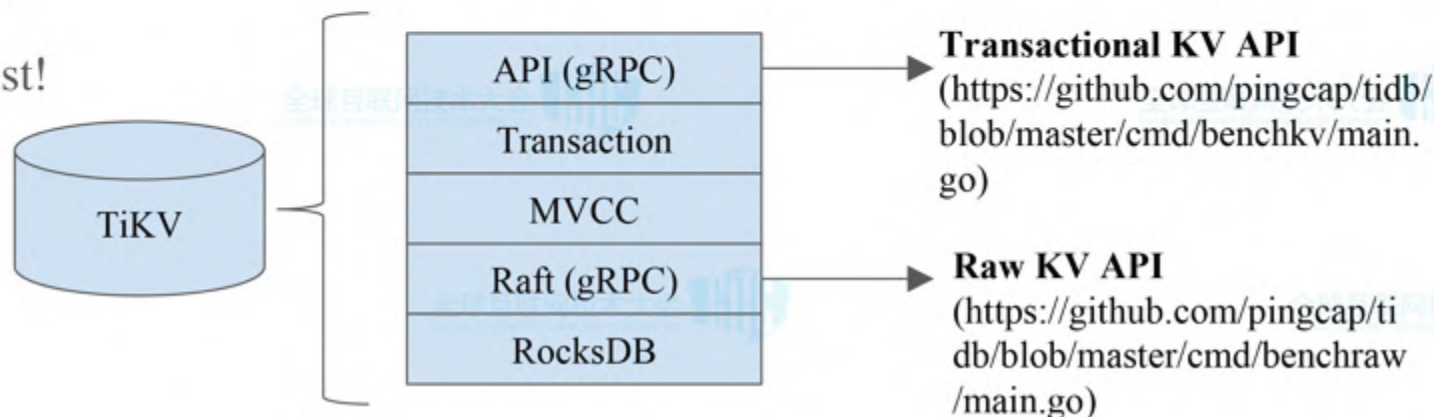 st!
TiKV
API (gRPC)
Transaction
MVCC
Raft (gRPC)
RocksDB
Transactional KV API
(https://github.com/pingcap/tidb/
blob/master/cmd/benchkv/main.
go)
Raw KV API
(https://github.com/pingcap/ti
db/blob/master/cmd/benchraw
/main.go)